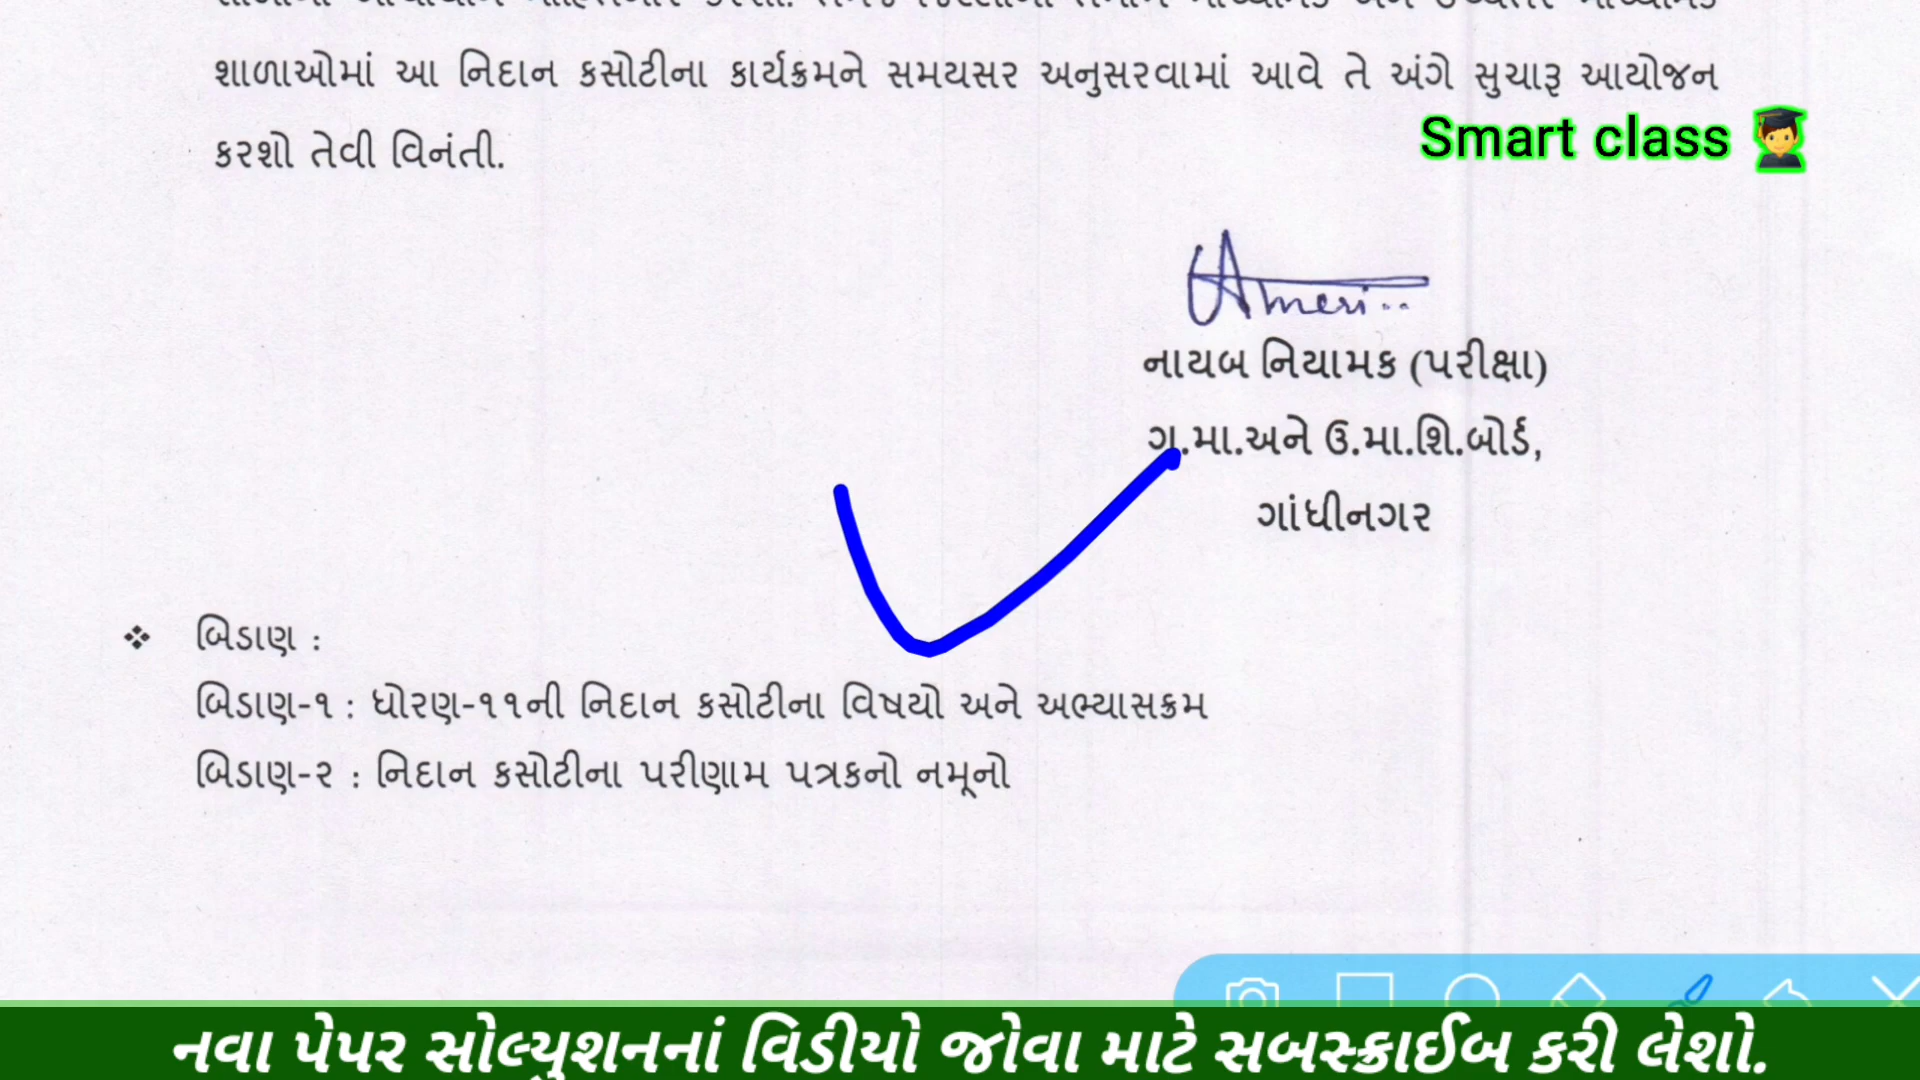 શાળાઓમાં આ નિદાન કસોટીના કાર્યક્રમને સમયસર અનુસરવામાં આવે તે અંગે સુચારૂ આયોજન
કરશો તેવી વિનંતી.
Smart class
નાયબ નિયામક (પરીક્ષા)
ગ.મા.અને ઉ.મા.શિ.બોર્ડ,
ગાંધીનગર
❖ બિડાણ :
બિડાણ-૧ : ધોરણ-૧૧ની નિદાન કસોટીના વિષયો અને અભ્યાસક્રમ
બિડાણ-૨ : નિદાન કસોટીના પરીણામ પત્રકનો નમૂનો
નવા પેપર સોલ્યુશનનાં વિડીયો જોવા માટે સબસ્ક્રાઈબ કરી લેશો.